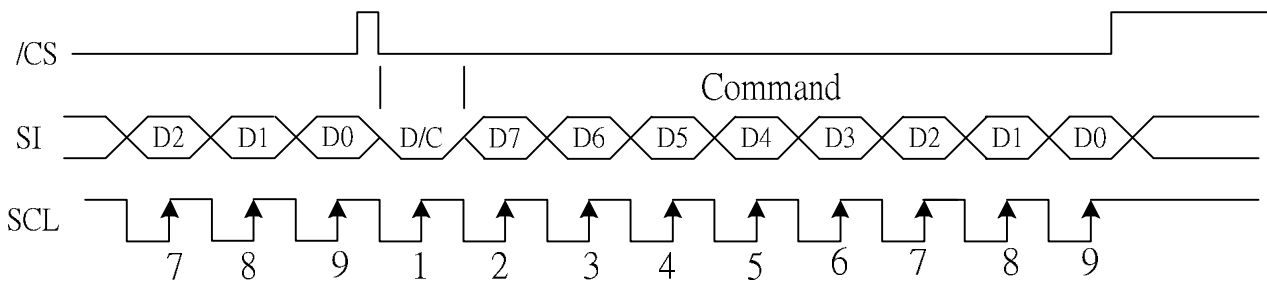 /CS
Command
SI D2 D1 D0 D/C D7 D6 D5 D4 D3 D2 D1 D0
SCL
7 8 9 1 2 3 4 5 6 7 8 9